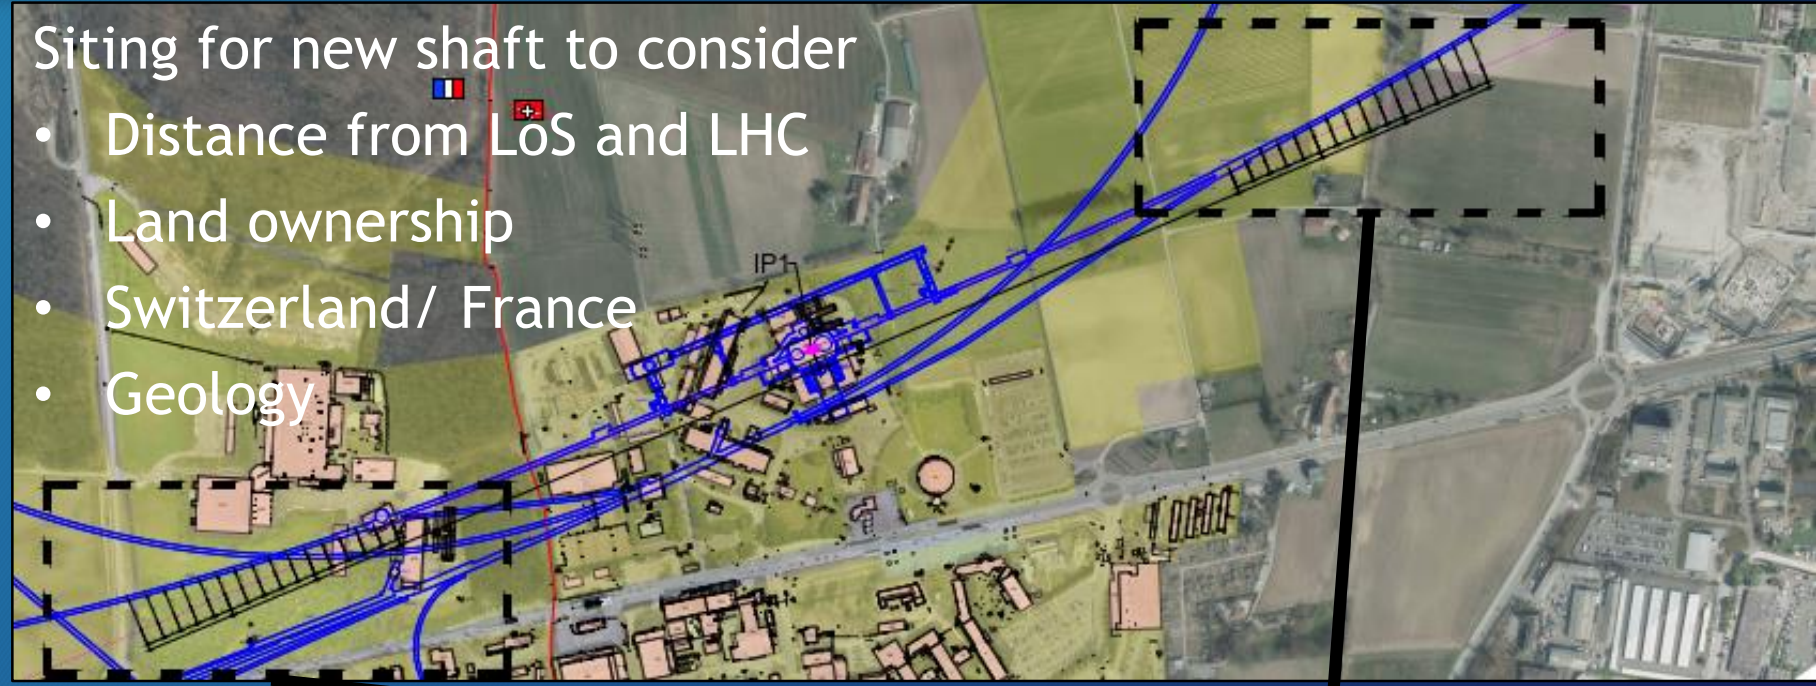 Siting for new shaft to consider
• Distance from LoS and LHC
• Land ownership
• Switzerland/ France
• Geology
IP1